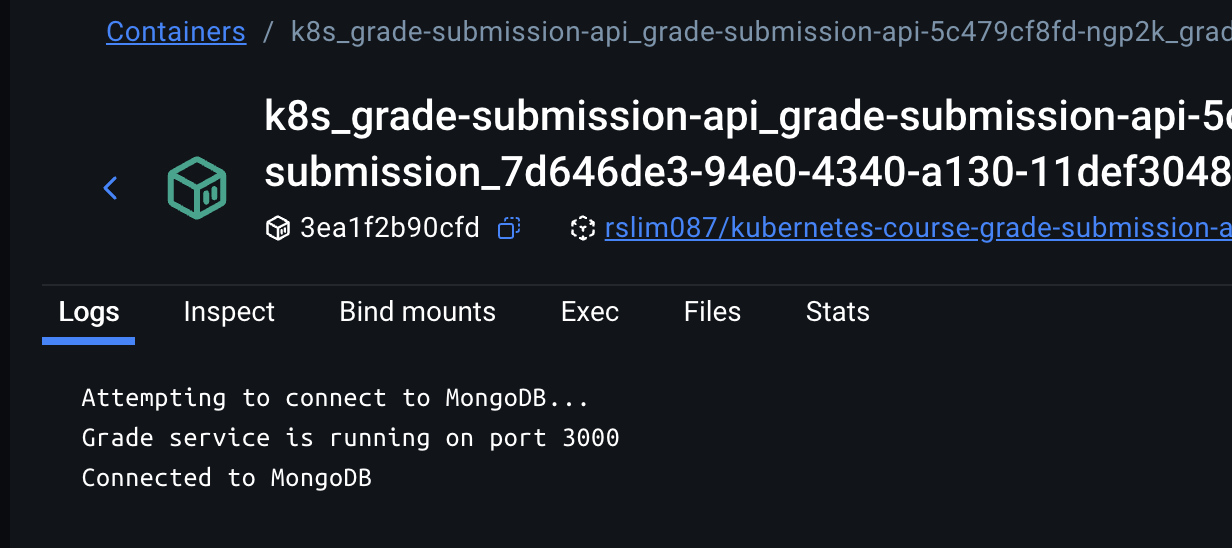 Containers / k8s_grade-submission-api_grade-submission-api-5c479cf8fd-ngp2k_grad
k8s_grade-submission-api_grade-submission-api-5c
submission_7d646de3-94e0-4340-a130-11def3048
3ea1f2b90cfd rslim087/kubernetes-course-grade-submission-a
Logs Inspect Bind mounts Exec Files Stats
Attempting to connect to MongoDB...
Grade service is running on port 3000
Connected to MongoDB